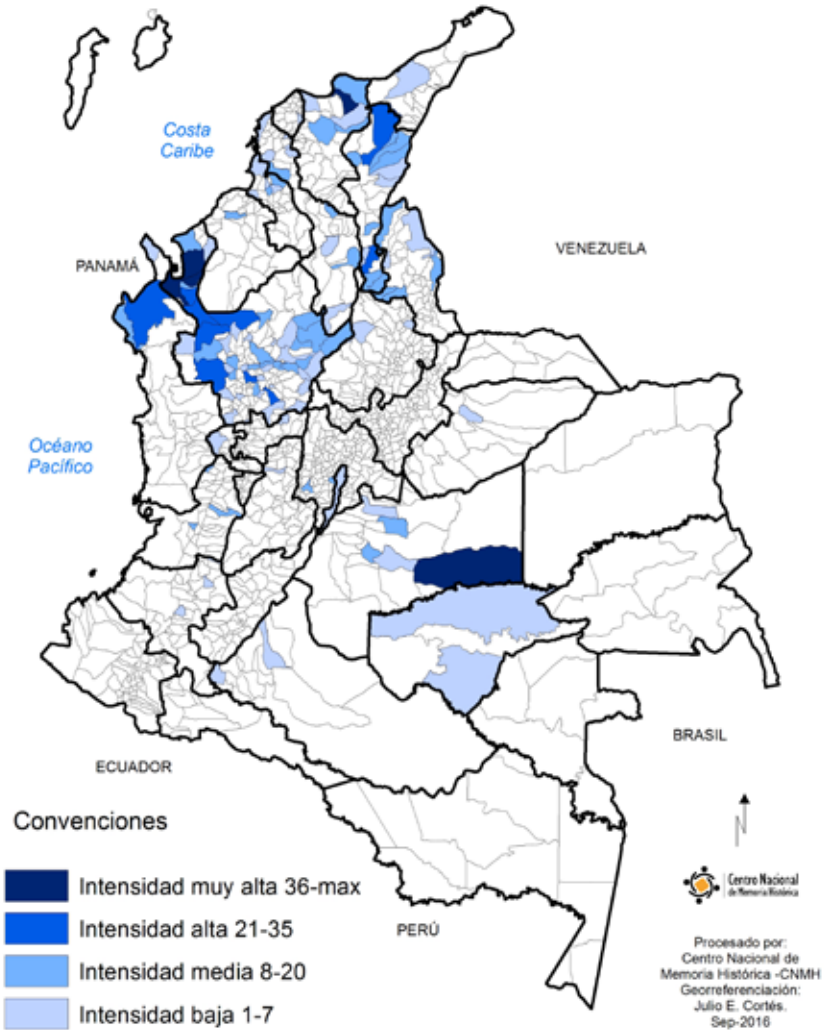 Costa
Caribe
PANAMÁ
VENEZUELA
Océano
Pacífico
BRASIL
ECUADOR
PERÚ
Convenciones
Intensidad muy alta 36-max
Intensidad alta 21-35
Intensidad media 8-20
Intensidad baja 1-7
N
Centro Nacional
de Memoria Histórica
Procesado por:
Centro Nacional de
Memoria Histórica -CNMH
Georreferenciación:
Julio E. Cortés.
Sep-2016